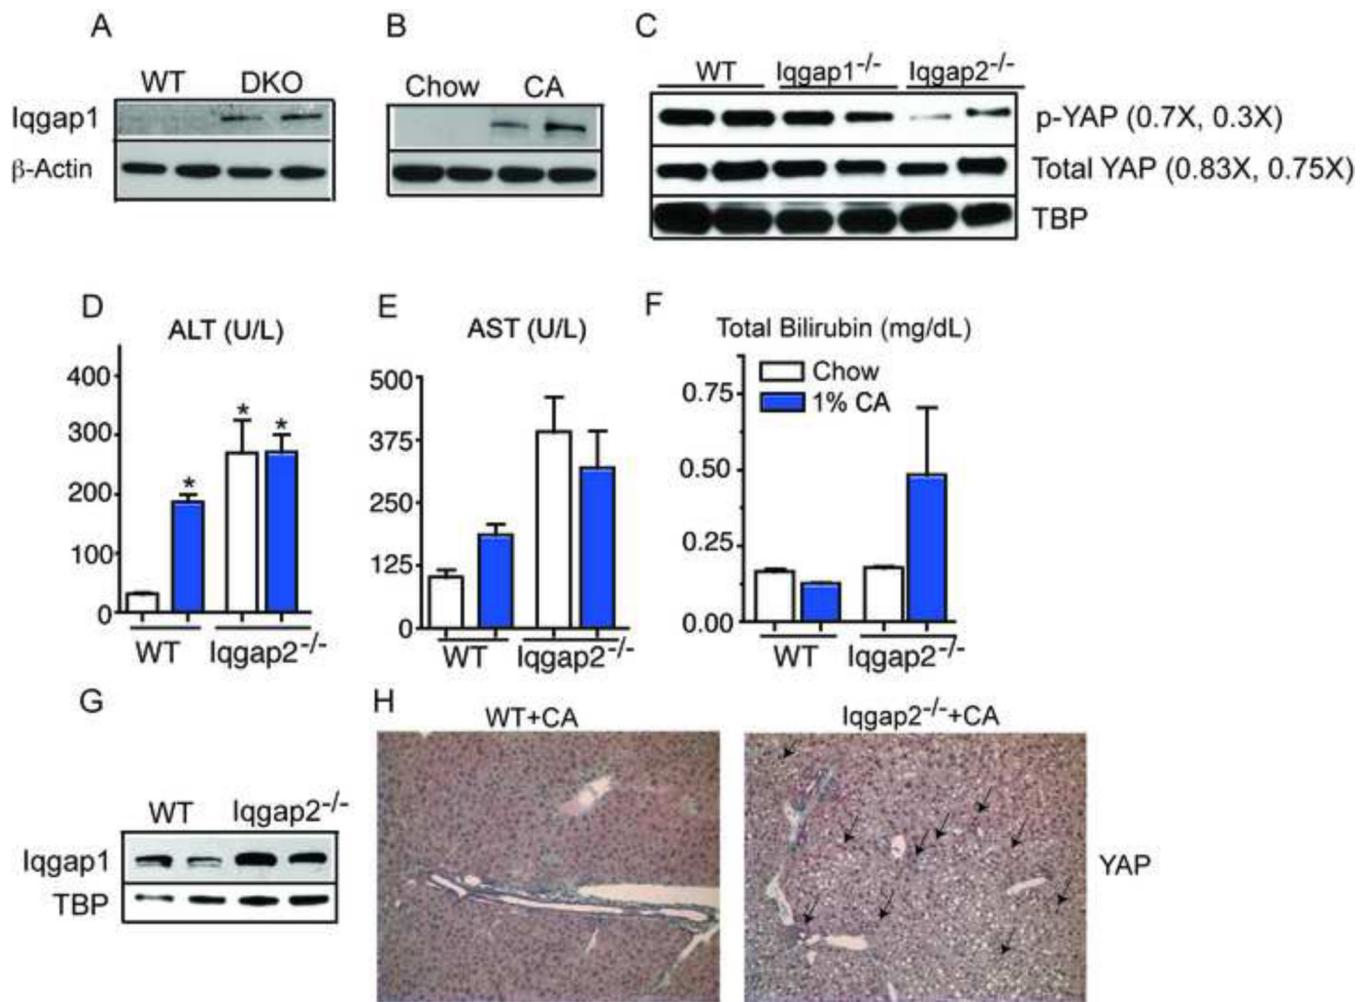 A
WT DKO
Iqgap1
β-Actin
B
Chow CA
C
WT Iqgap1-/- Iqgap2-/-
p-YAP (0.7X, 0.3X)
Total YAP (0.83X, 0.75X)
TBP
D
ALT (U/L)
400
300
200
100
0
* * *
WT Iqgap2-/-
E
AST (U/L)
500
375
250
125
0
WT Iqgap2-/-
F
Total Bilirubin (mg/dL)
Chow
1% CA
0.75
0.50
0.25
0.00
WT Iqgap2-/-
G
WT Iqgap2-/-
Iqgap1
TBP
H
WT+CA Iqgap2-/-+CA
YAP